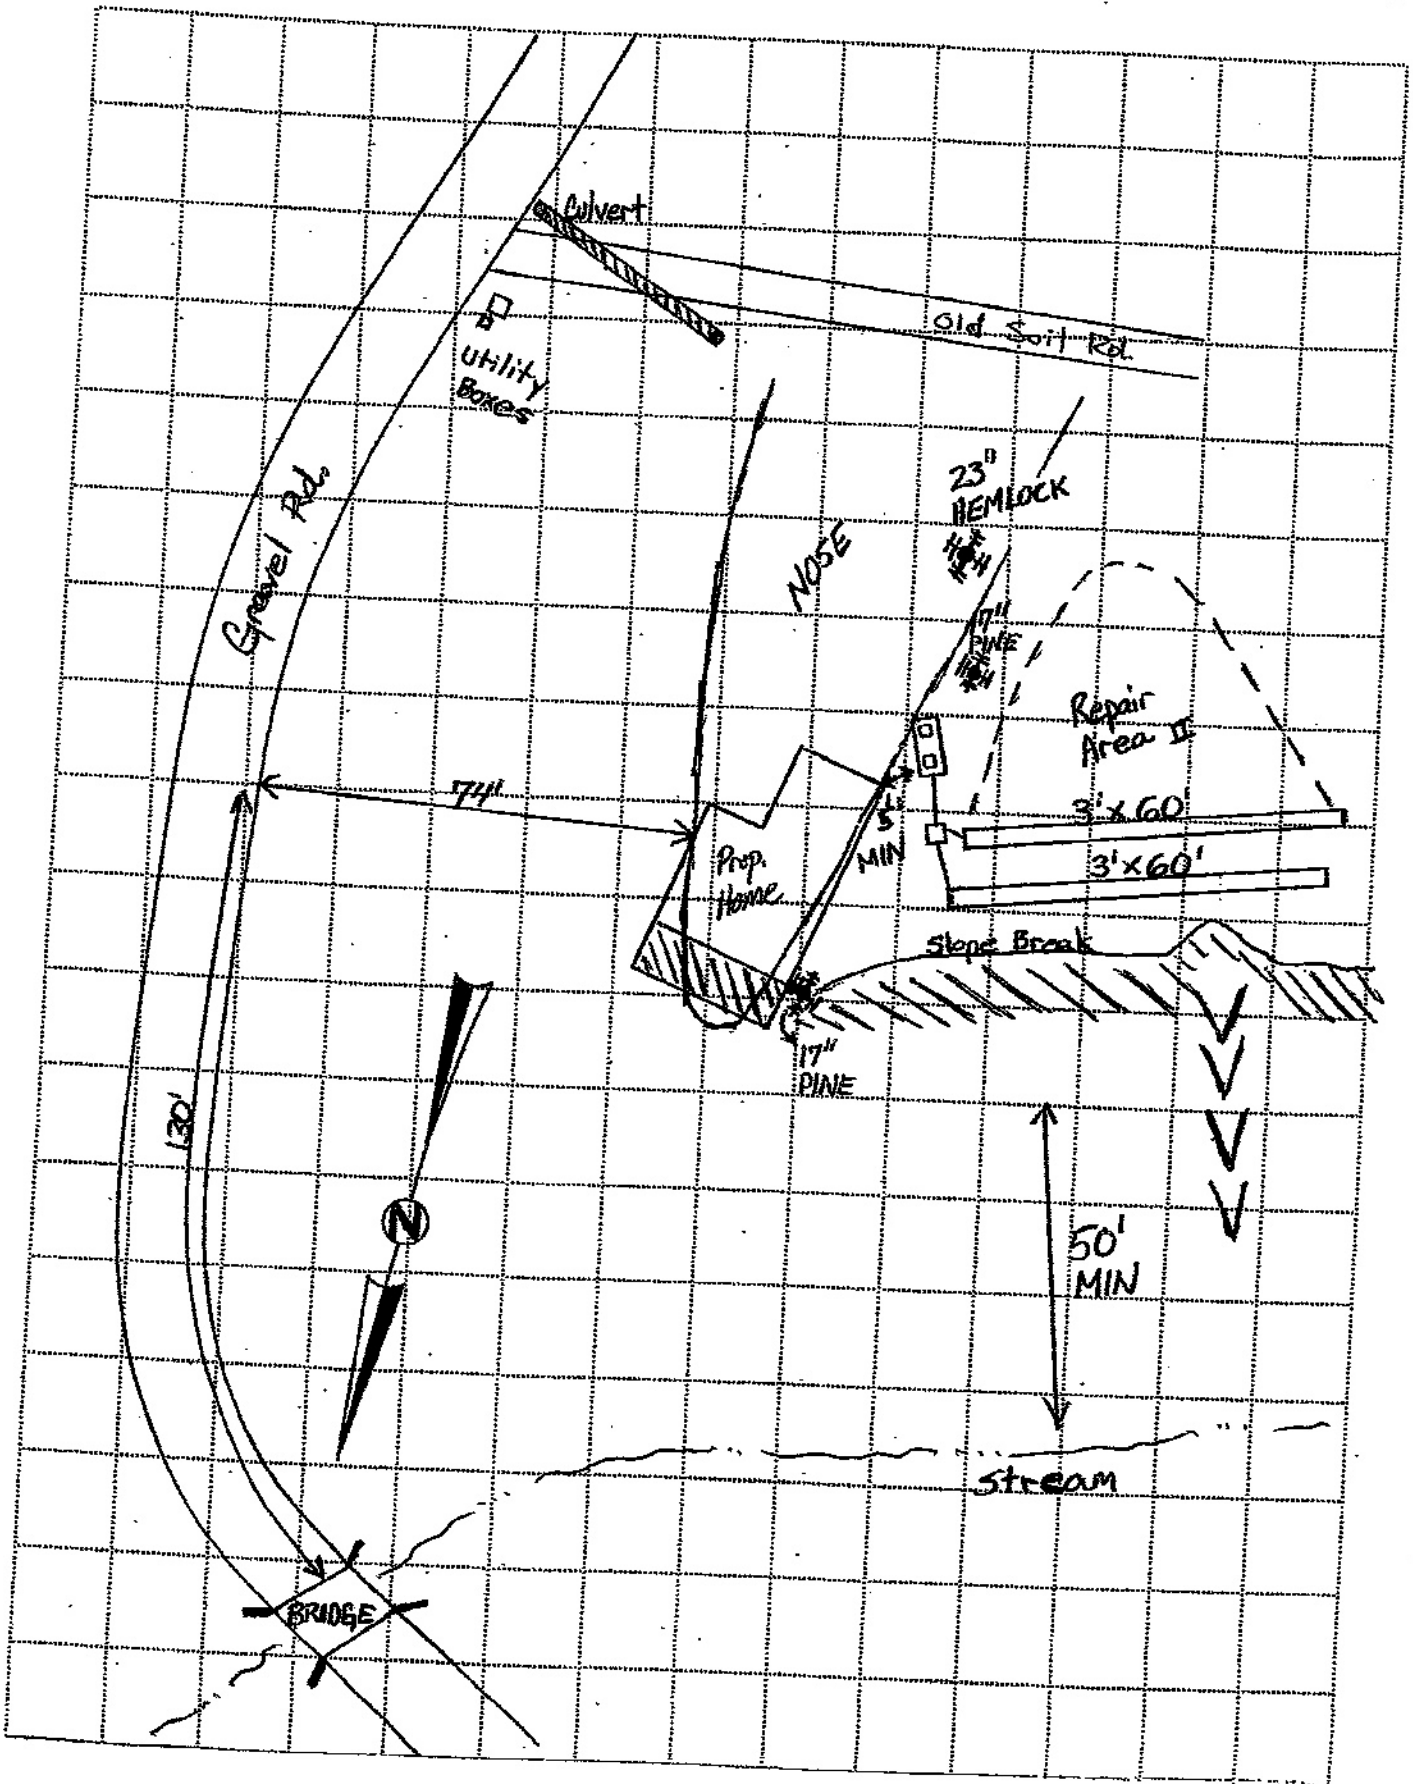 Culvert
Old Soil Rd.
Utility
Boxes
23"
HEMLOCK
Gravel Rd.
NOSE
17"
PINE
Repair
Area II
74'
3'x60'
5'
MIN
Prop.
Home
3'x60'
Slope Break
17"
PINE
130'
N
50'
MIN
Stream
BRIDGE